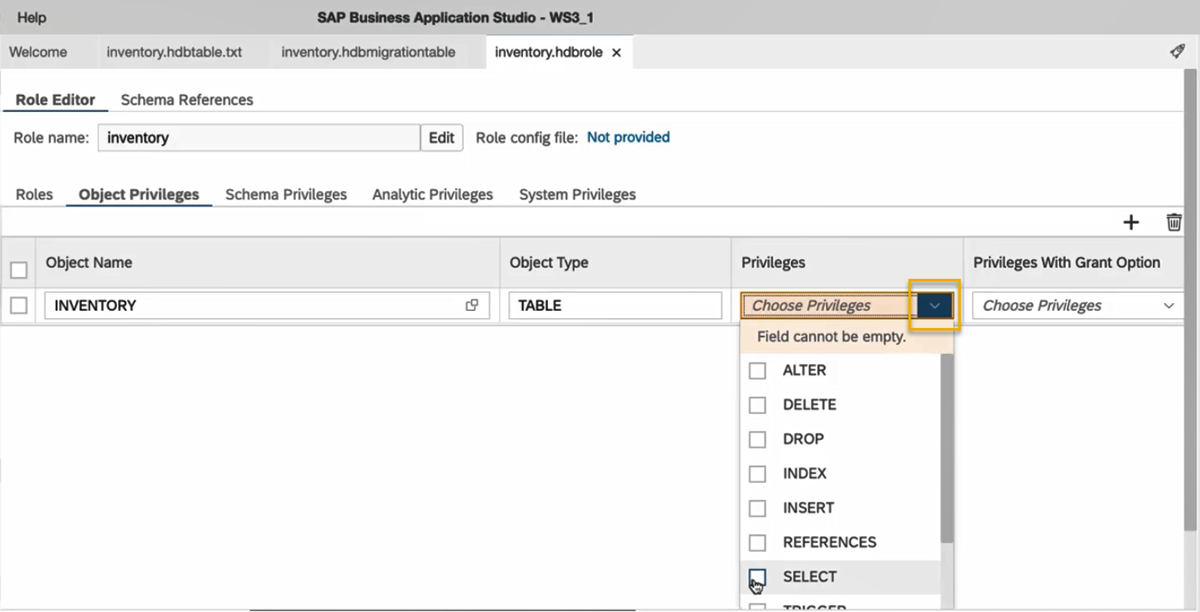 Help SAP Business Application Studio - WS3_1
Welcome inventory.hdbtable.txt inventory.hdbmigrationtable inventory.hdbrole ×
Role Editor Schema References
Role name: inventory Edit Role config file: Not provided
Roles Object Privileges Schema Privileges Analytic Privileges System Privileges
Object Name Object Type Privileges Privileges With Grant Option
INVENTORY TABLE Choose Privileges Choose Privileges
Field cannot be empty.
ALTER
DELETE
DROP
INDEX
INSERT
REFERENCES
SELECT
TRIGGER